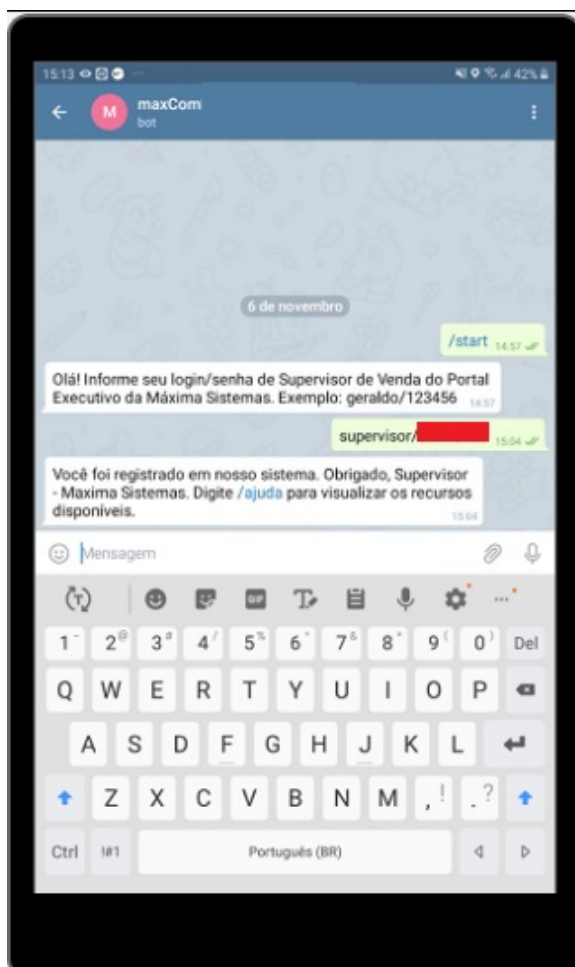 15:13
42%
M
maxCom
bot
6 de novembro
/start 14:57
Olá! Informe seu login/senha de Supervisor de Venda do Portal
Executivo da Máxima Sistemas. Exemplo: geraldo/123456 14:57
supervisor/ 15:04
Você foi registrado em nosso sistema. Obrigado, Supervisor
- Maxima Sistemas. Digite /ajuda para visualizar os recursos
disponíveis. 15:04
Mensagem
T GIF T
1 - 2 @ 3 # 4 / 5 % 6 ^ 7 & 8 * 9 ( 0 ) Del
Q W E R T Y U I O P
A S D F G H J K L
Z X C V B N M , ! . ?
Ctrl !#1 Português (BR)